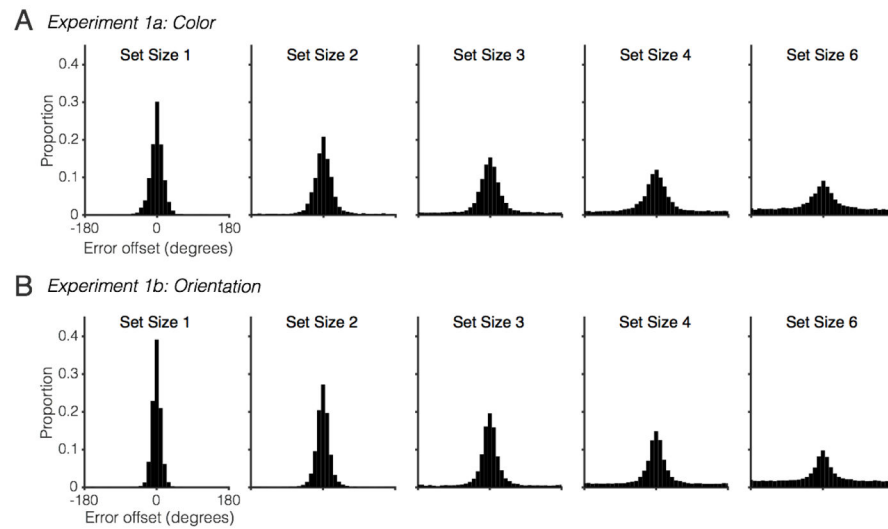 A Experiment 1a: Color
Set Size 1 Set Size 2 Set Size 3 Set Size 4 Set Size 6
0.4
0.3
0.2
0.1
0
Proportion
-180 0 180
Error offset (degrees)
B Experiment 1b: Orientation
Set Size 1 Set Size 2 Set Size 3 Set Size 4 Set Size 6
0.4
0.3
0.2
0.1
0
Proportion
-180 0 180
Error offset (degrees)